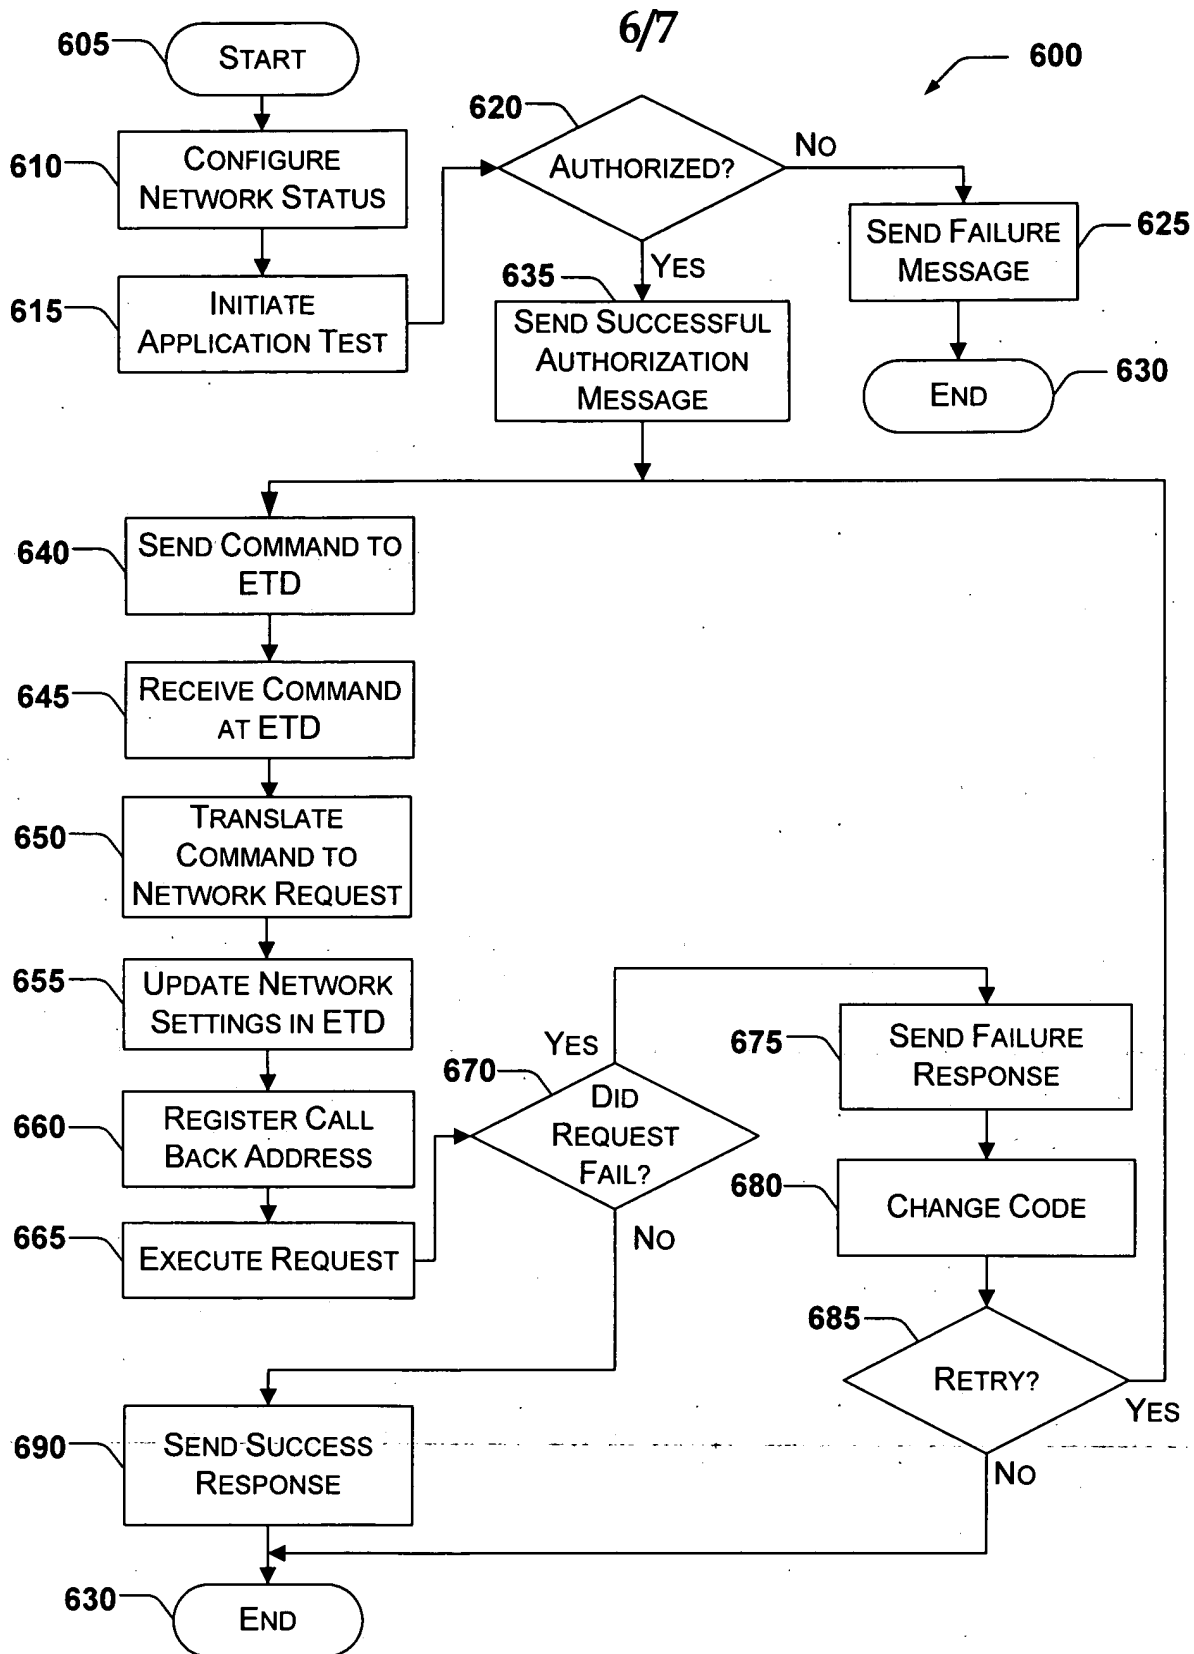 6/7
600
605
START
610
CONFIGURE
NETWORK STATUS
615
INITIATE
APPLICATION TEST
620
AUTHORIZED?
NO
YES
SEND FAILURE
MESSAGE
625
END
630
635
SEND SUCCESSFUL
AUTHORIZATION
MESSAGE
640
SEND COMMAND TO
ETD
645
RECEIVE COMMAND
AT ETD
650
TRANSLATE
COMMAND TO
NETWORK REQUEST
655
UPDATE NETWORK
SETTINGS IN ETD
660
REGISTER CALL
BACK ADDRESS
665
EXECUTE REQUEST
670
DID
REQUEST
FAIL?
YES
NO
675
SEND FAILURE
RESPONSE
680
CHANGE CODE
685
RETRY?
YES
NO
690
SEND SUCCESS
RESPONSE
630
END